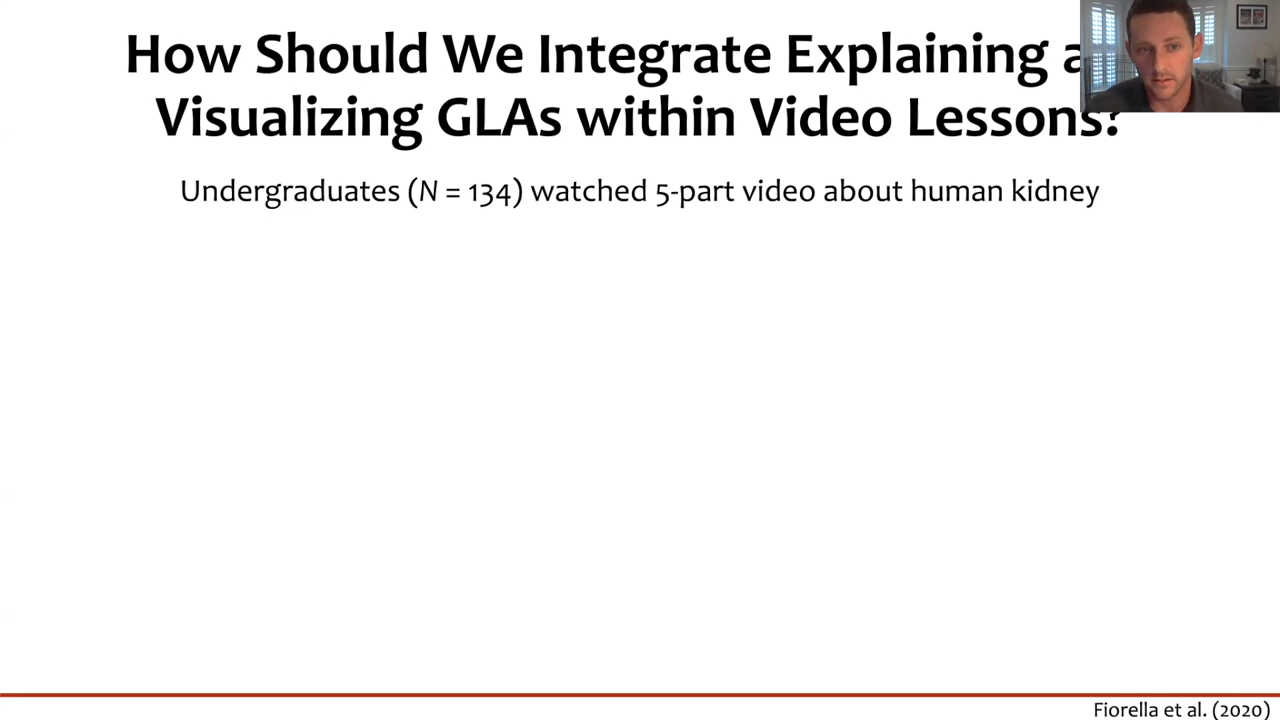 How Should We Integrate Explaining
Visualizing GLAs within Video Lessons?
Undergraduates (N = 134) watched 5-part video about human kidney
Fiorella et al. (2020)